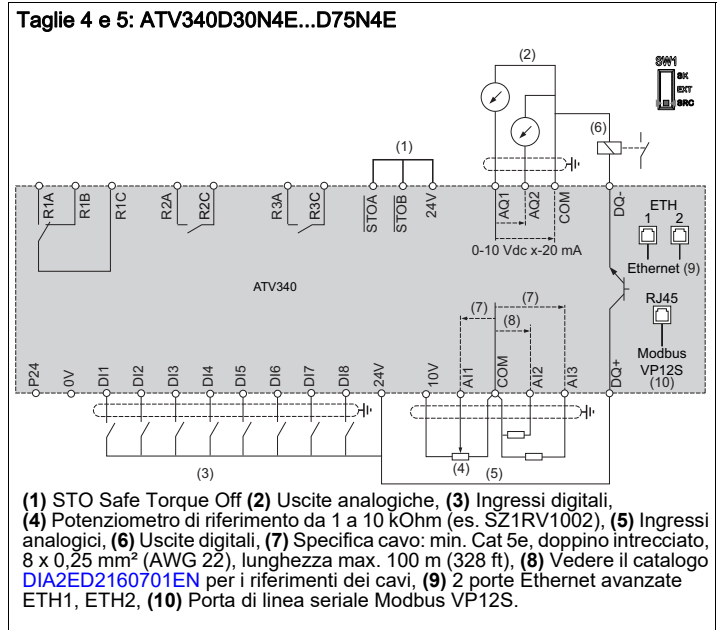 Taglie 4 e 5: ATV340D30N4E...D75N4E
(2)
SW1
SK
EXT
SRC
(1)
(6)
R1A
R1B
R1C
R2A
R2C
R3A
R3C
STOA
STOB
24V
AQ1
AQ2
COM
DQ-
ETH
1 2
0-10 Vdc x-20 mA
Ethernet (9)
ATV340
(7)
(7)
(8)
RJ45
Modbus
VP12S
(10)
P24
0V
DI1
DI2
DI3
DI4
DI5
DI6
DI7
DI8
24V
10V
AI1
COM
AI2
AI3
DQ+
(3)
(4)
(5)
(1) STO Safe Torque Off (2) Uscite analogiche, (3) Ingressi digitali,
(4) Potenziometro di riferimento da 1 a 10 kOhm (es. SZ1RV1002), (5) Ingressi
analogici, (6) Uscite digitali, (7) Specifica cavo: min. Cat 5e, doppino intrecciato,
8 x 0,25 mm² (AWG 22), lunghezza max. 100 m (328 ft), (8) Vedere il catalogo
DIA2ED2160701EN per i riferimenti dei cavi, (9) 2 porte Ethernet avanzate
ETH1, ETH2, (10) Porta di linea seriale Modbus VP12S.